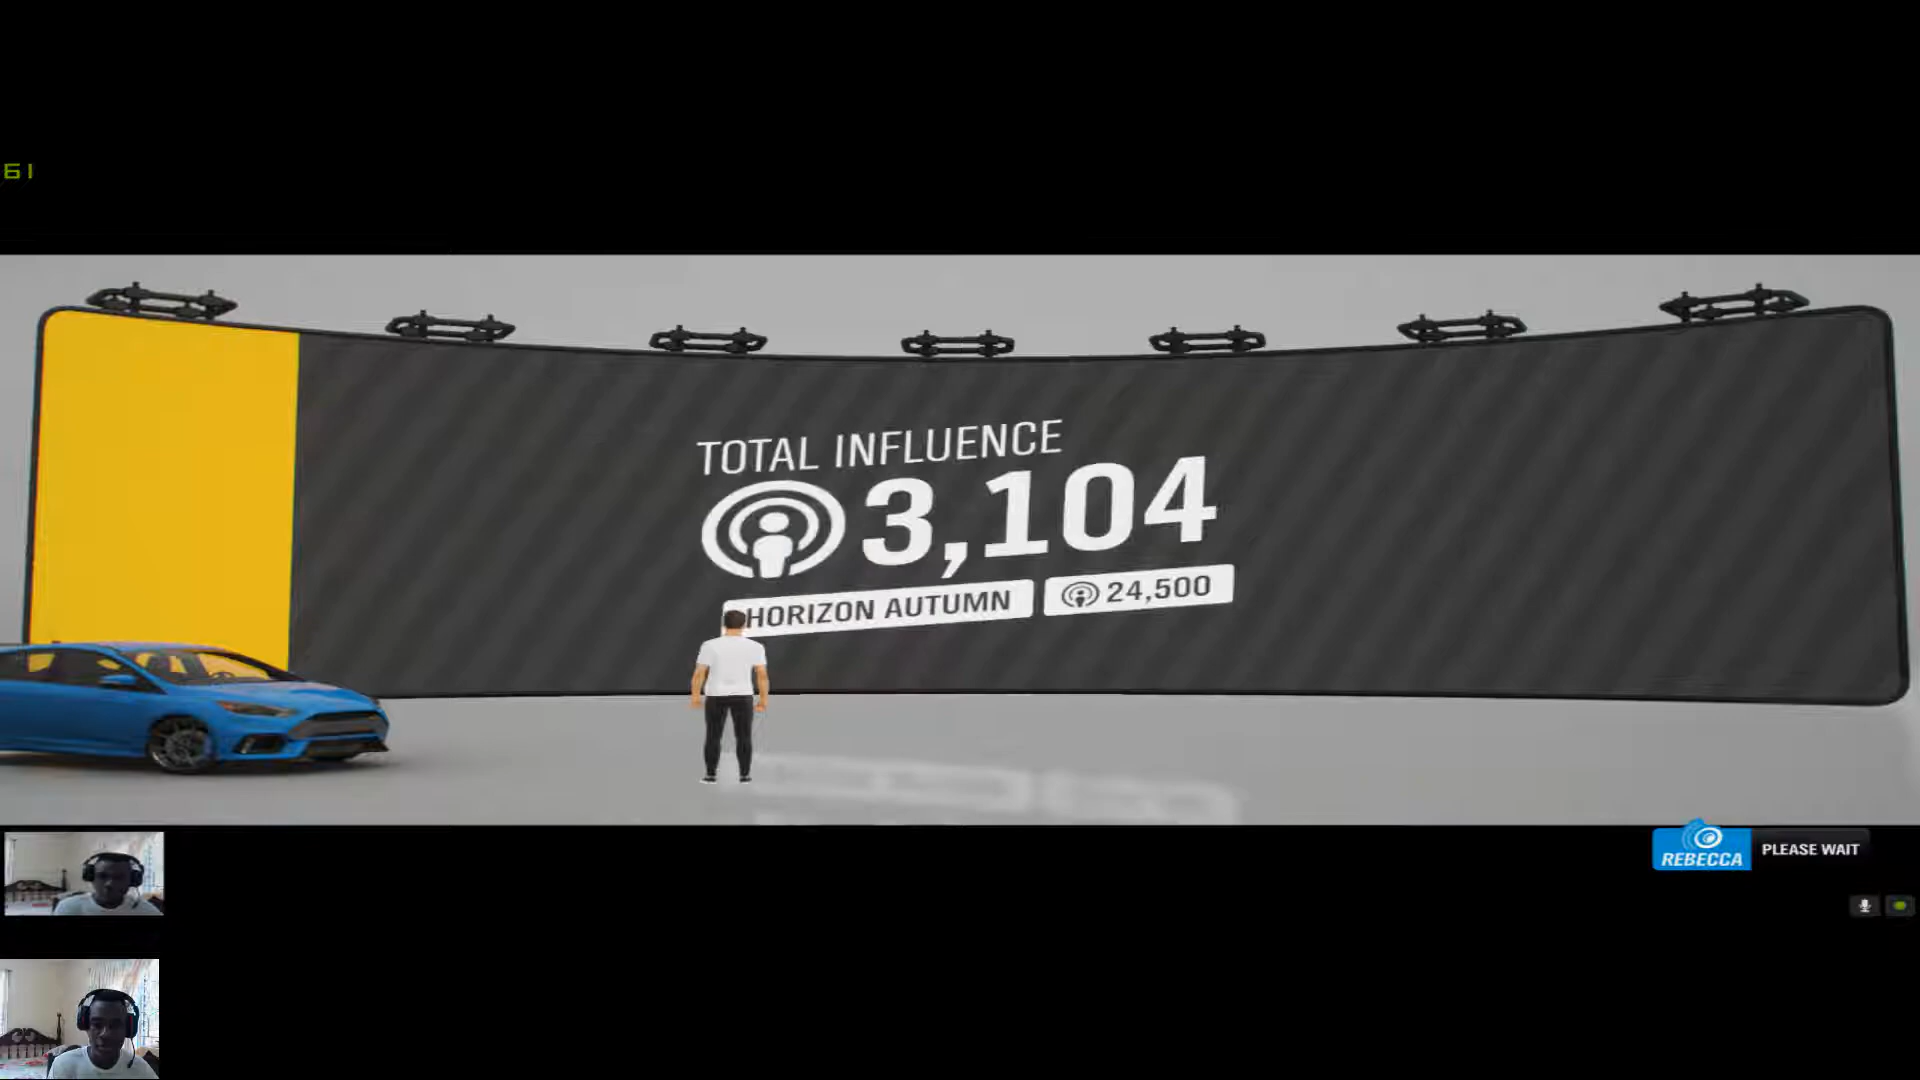 61
TOTAL INFLUENCE
3,104
HORIZON AUTUMN 24,500
REBECCA PLEASE WAIT